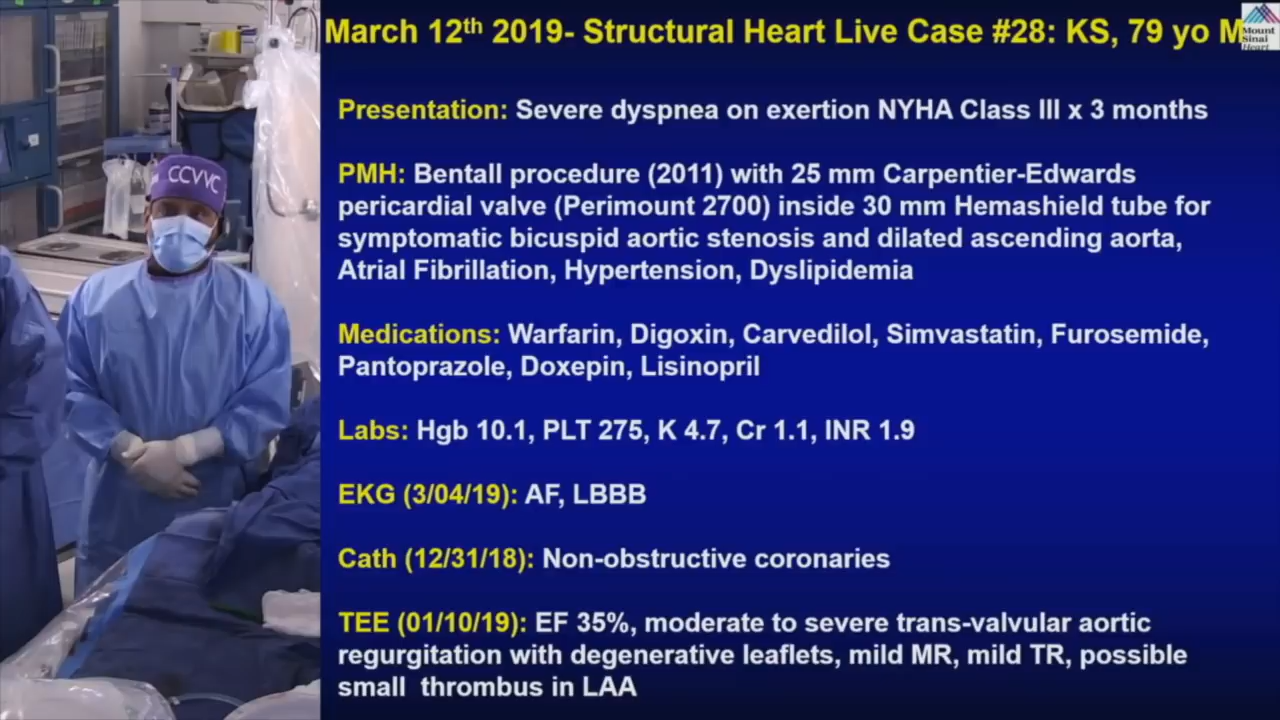 March 12th 2019- Structural Heart Live Case #28: KS, 79 yo M
Mount
Sinai
Heart
Presentation: Severe dyspnea on exertion NYHA Class III x 3 months
PMH: Bentall procedure (2011) with 25 mm Carpentier-Edwards
pericardial valve (Perimount 2700) inside 30 mm Hemashield tube for
symptomatic bicuspid aortic stenosis and dilated ascending aorta,
Atrial Fibrillation, Hypertension, Dyslipidemia
Medications: Warfarin, Digoxin, Carvedilol, Simvastatin, Furosemide,
Pantoprazole, Doxepin, Lisinopril
Labs: Hgb 10.1, PLT 275, K 4.7, Cr 1.1, INR 1.9
EKG (3/04/19): AF, LBBB
Cath (12/31/18): Non-obstructive coronaries
TEE (01/10/19): EF 35%, moderate to severe trans-valvular aortic
regurgitation with degenerative leaflets, mild MR, mild TR, possible
small thrombus in LAA
CCVVC